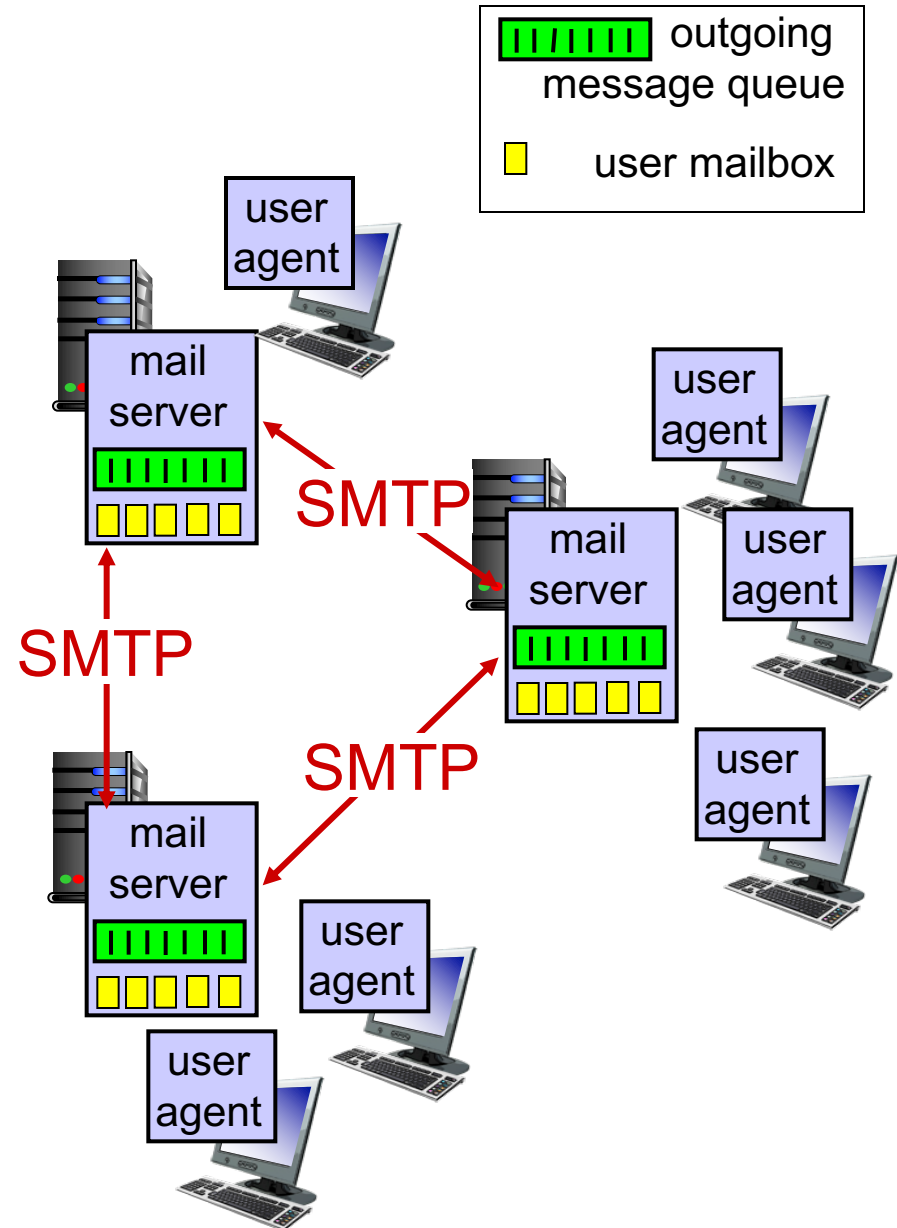 outgoing
message queue
user mailbox
user
agent
mail
server
SMTP
user
agent
mail
server
user
agent
SMTP
SMTP
user
agent
mail
server
user
agent
user
agent